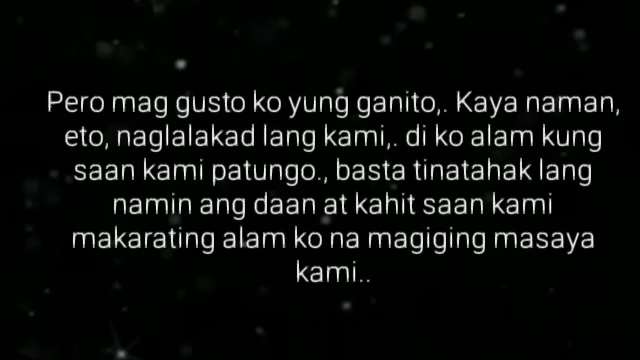 Pero mag gusto ko yung ganito,. Kaya naman,
eto, naglalakad lang kami,. di ko alam kung
saan kami patungo., basta tinatahak lang
namin ang daan at kahit saan kami
makarating alam ko na magiging masaya
kami..